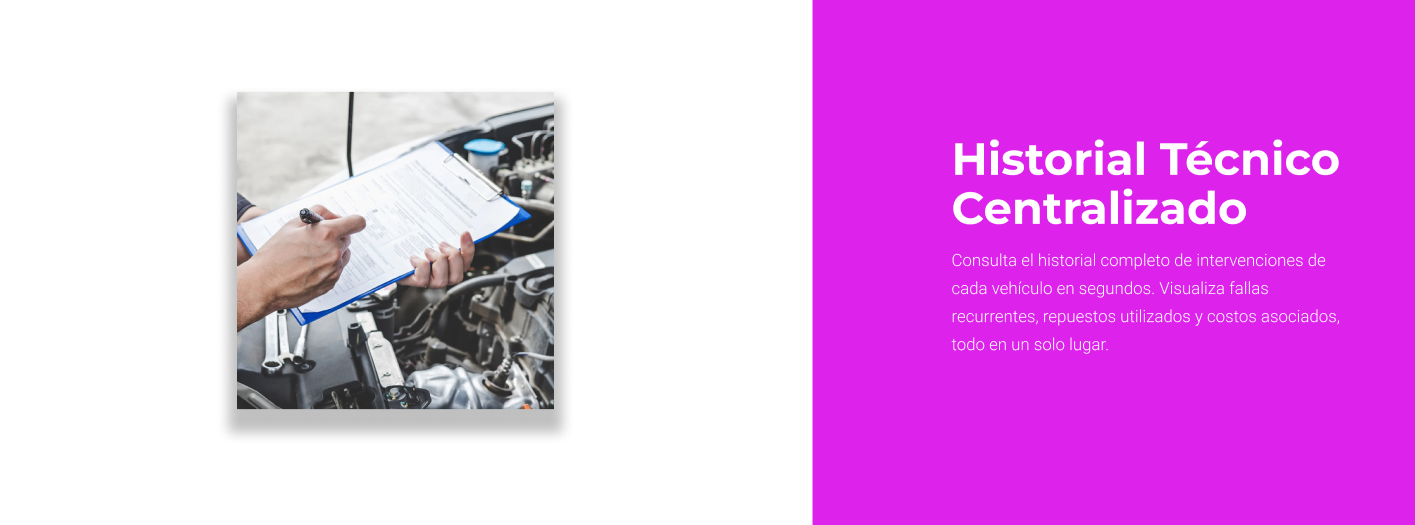 Historial Técnico
Centralizado
Consulta el historial completo de intervenciones de
cada vehículo en segundos. Visualiza fallas
recurrentes, repuestos utilizados y costos asociados,
todo en un solo lugar.